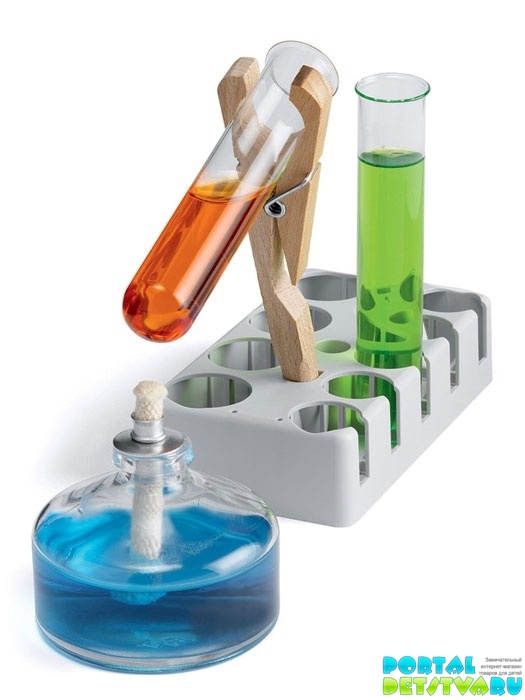 PORTAL
DETSTVA.RU
Замечательный
интернет-магазин
товаров для детей